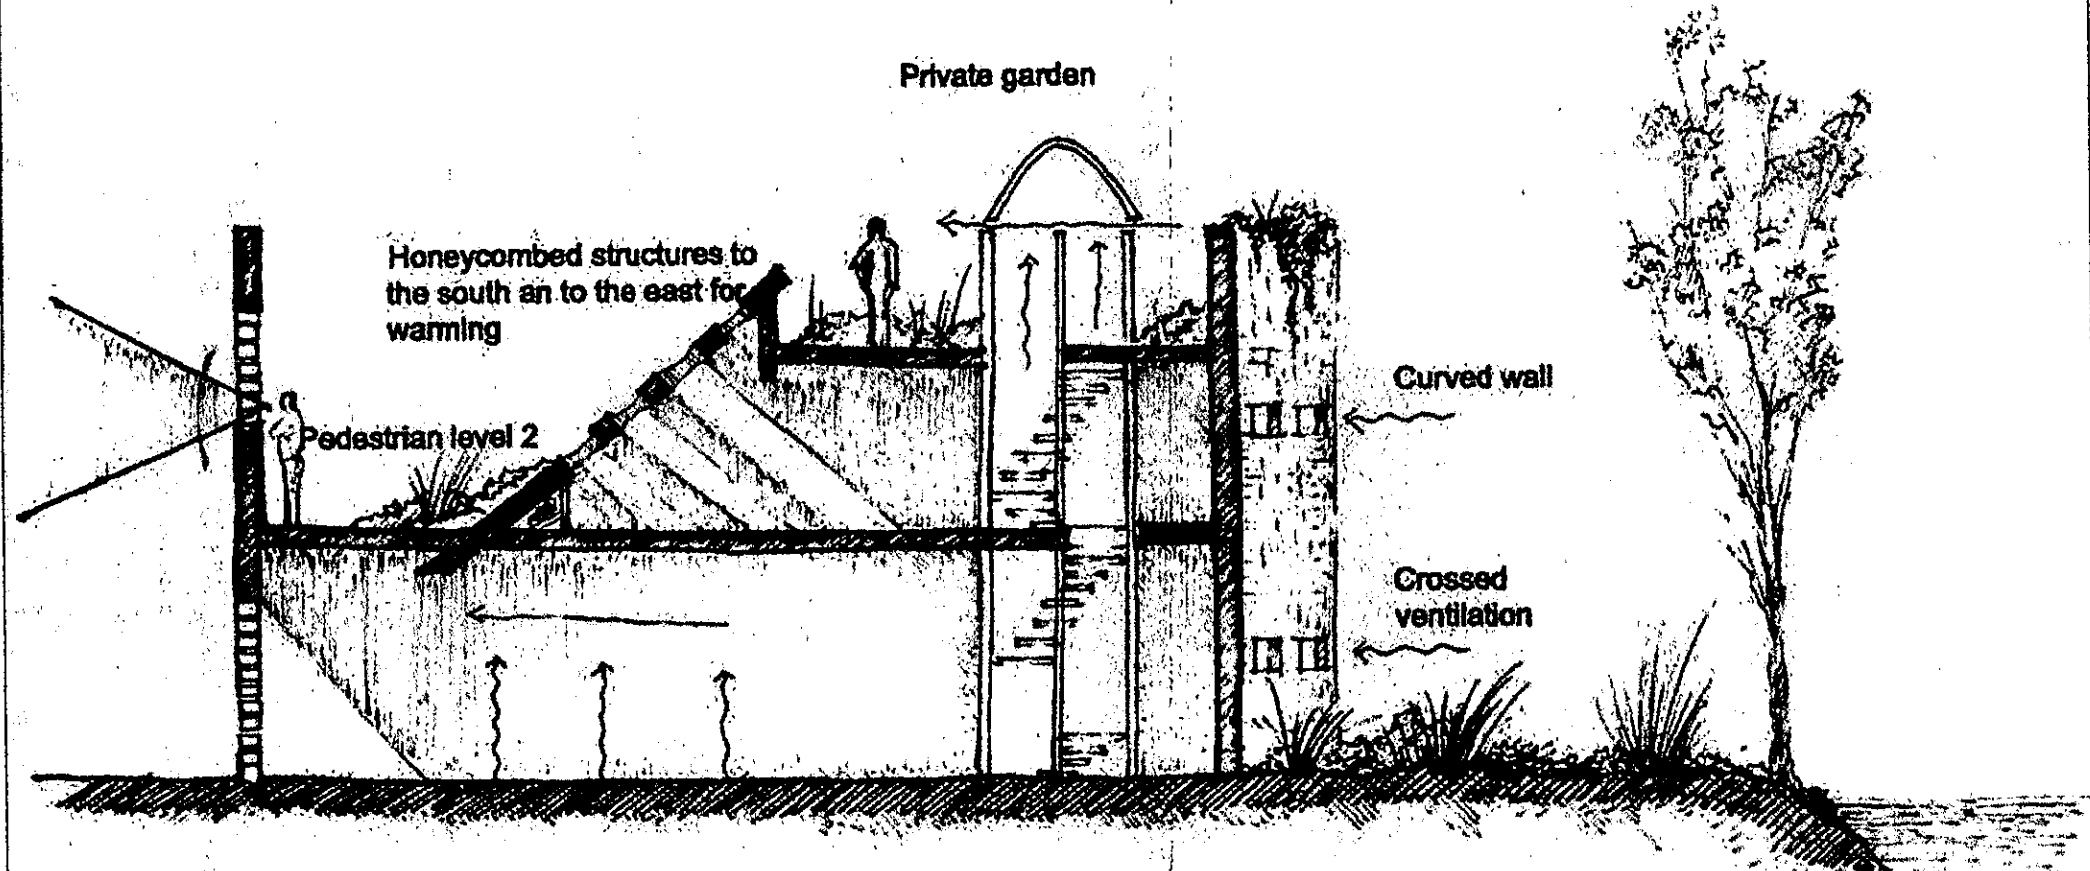 Private garden
Honeycombed structures to
the south an to the east for
warming
Pedestrian level 2
Curved wall
Crossed
ventilation